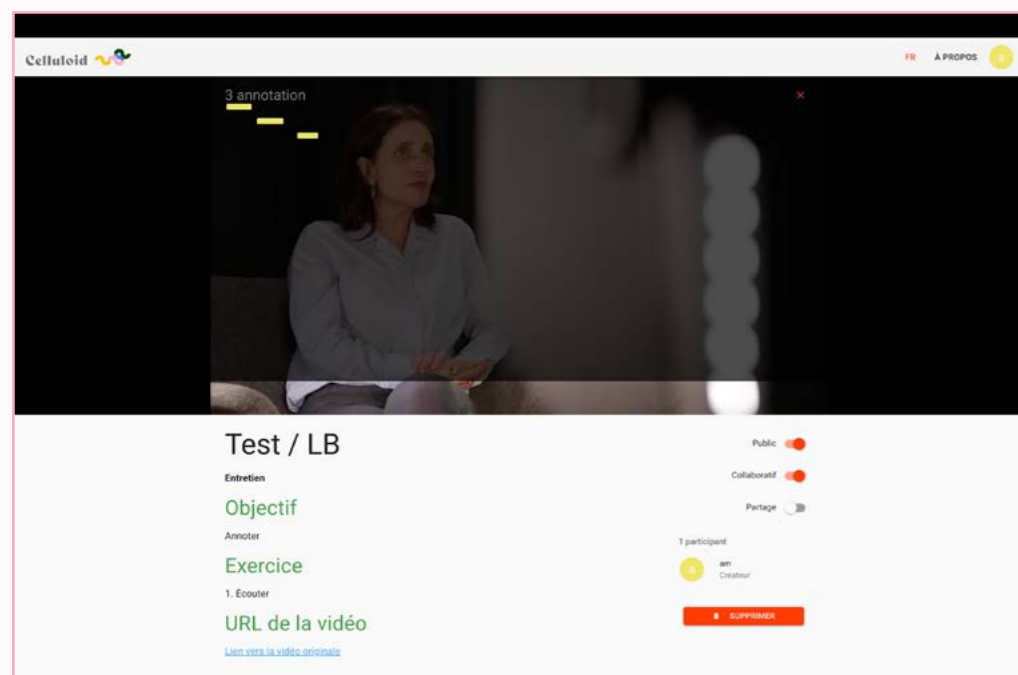 Celluloid
FR À PROPOS
3 annotation
Test / LB
Entretien
Objectif
Annoter
Exercice
1. Écouter
URL de la vidéo
Lien vers la vidéo originale
Public
Collaboratif
Partage
1 participant
am
Créateur
SUPPRIMER